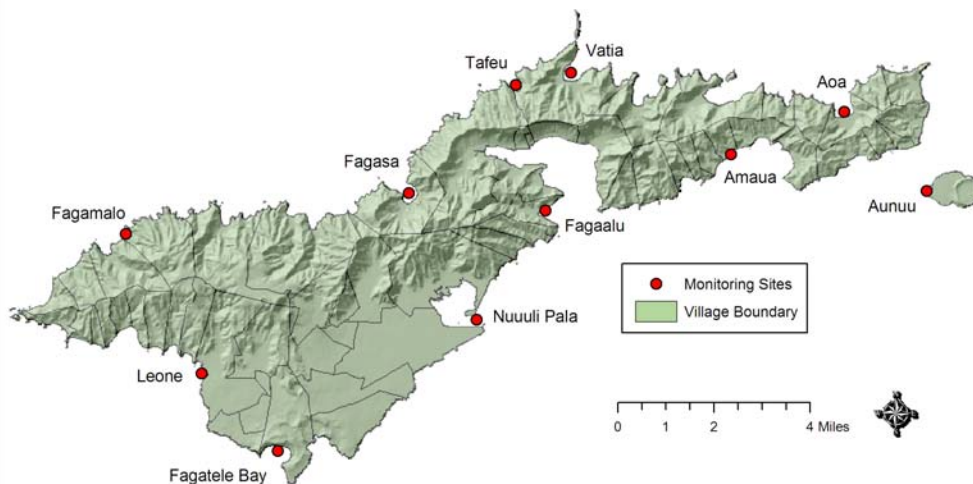 Vatia
Tafeu
Aoa
Fagasa
Amaua
Aunuu
Fagamalo
Fagaalu
Monitoring Sites
Village Boundary
Nuuuli Pala
Leone
0 1 2 4 Miles
Fagatele Bay